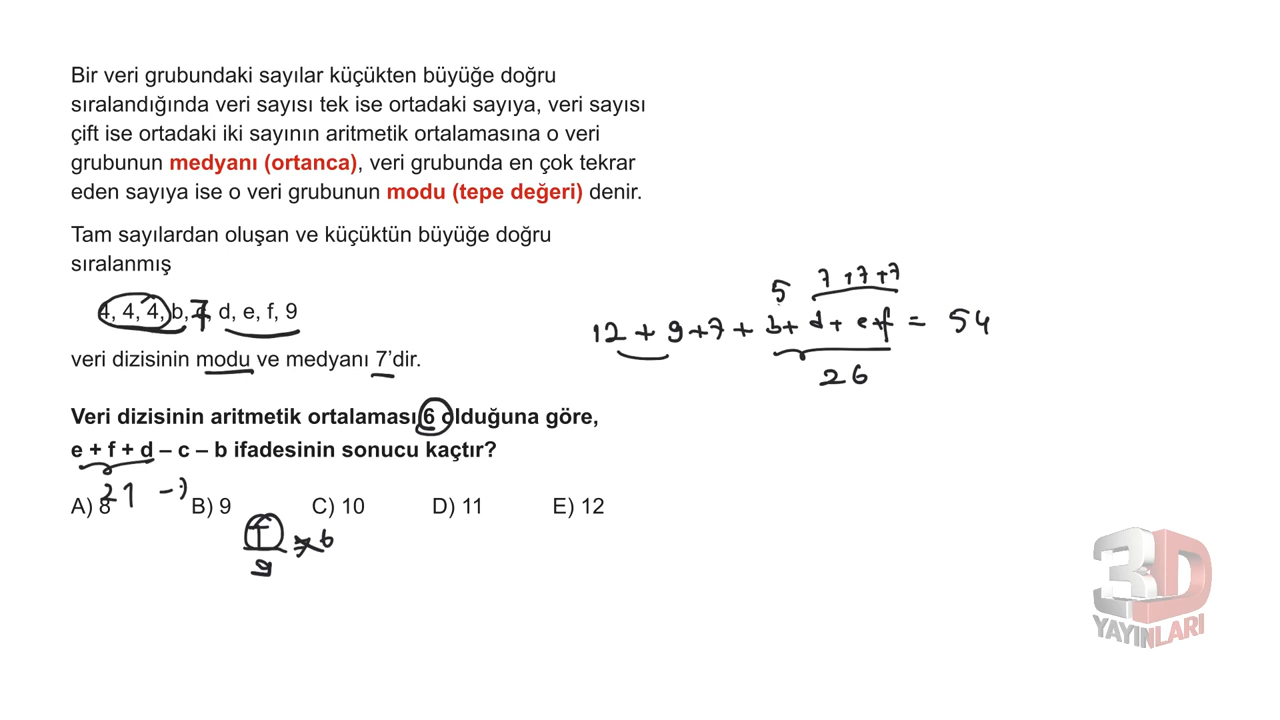 Bir veri grubundaki sayılar küçükten büyüğe doğru
sıralandığında veri sayısı tek ise ortadaki sayıya, veri sayısı
çift ise ortadaki iki sayının aritmetik ortalamasına o veri
grubunun medyanı (ortanca), veri grubunda en çok tekrar
eden sayıya ise o veri grubunun modu (tepe değeri) denir.
Tam sayılardan oluşan ve küçüktün büyüğe doğru
sıralanmış
4, 4, 4, b, 7, d, e, f, 9
veri dizisinin modu ve medyanı 7'dir.
Veri dizisinin aritmetik ortalaması 6 olduğuna göre,
e + f + d – c – b ifadesinin sonucu kaçtır?
21 -
A) 8 B) 9 C) 10 D) 11 E) 12
T
9
6
5 7 +7 +7
12 + 9 +7 + b+ d+ e+f = 54
26
3D
YAYINLARI